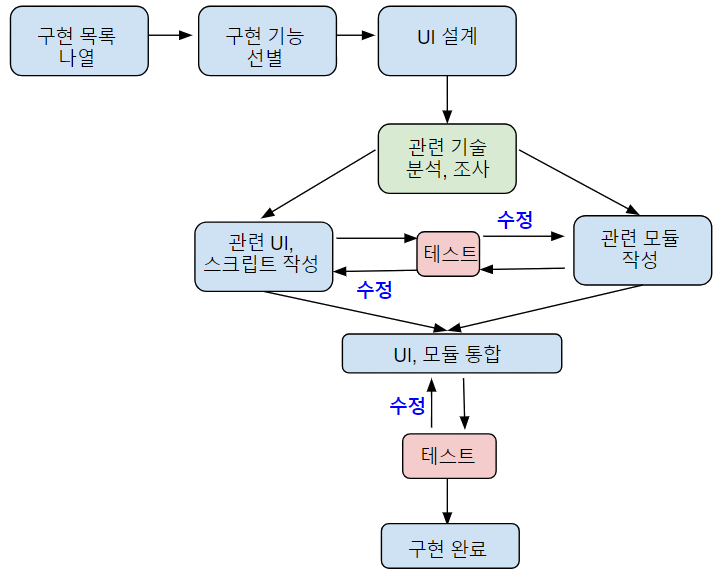 구현 목록
나열
구현 기능
선별
UI 설계
관련 기술
분석, 조사
관련 UI,
스크립트 작성
테스트
수정
수정
관련 모듈
작성
UI, 모듈 통합
수정
테스트
구현 완료